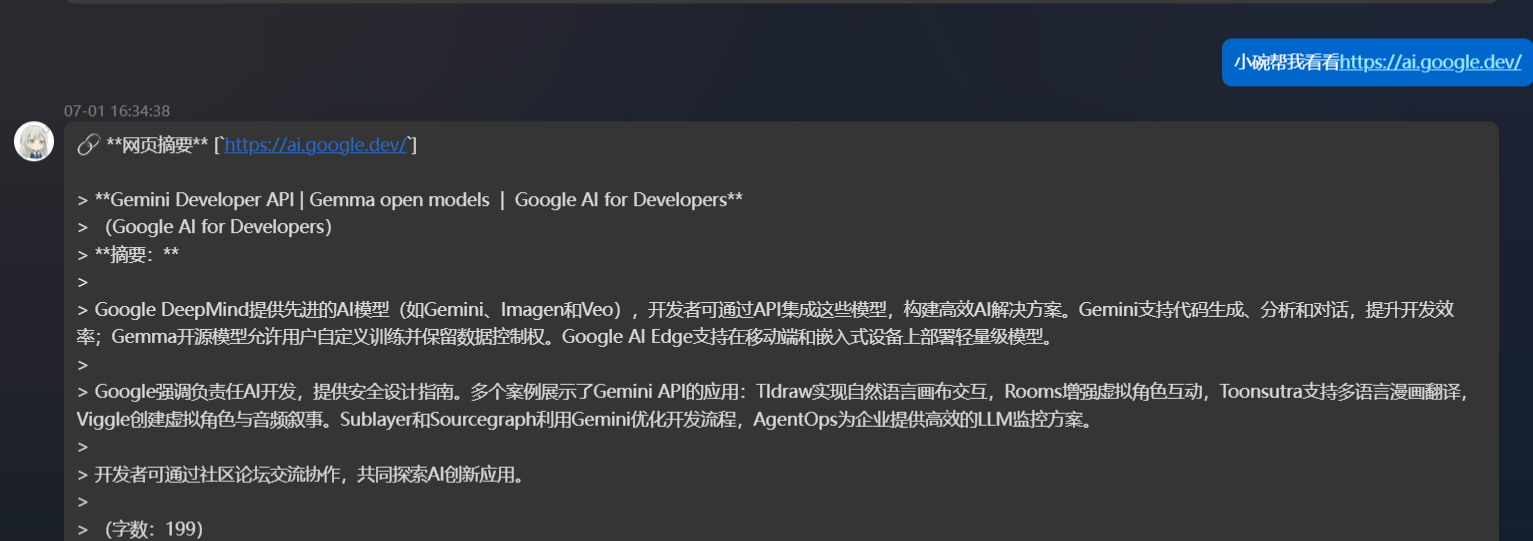 小碗帮我看看https://ai.google.dev/
07-01 16:34:38
🔗 **网页摘要** [`https://ai.google.dev/`]
> **Gemini Developer API | Gemma open models  |  Google AI for Developers**
> （Google AI for Developers）
> **摘要：**
>
> Google DeepMind提供先进的AI模型（如Gemini、Imagen和Veo），开发者可通过API集成这些模型，构建高效AI解决方案。Gemini支持代码生成、分析和对话，提升开发效
率；Gemma开源模型允许用户自定义训练并保留数据控制权。Google AI Edge支持在移动端和嵌入式设备上部署轻量级模型。
>
> Google强调负责任AI开发，提供安全设计指南。多个案例展示了Gemini API的应用：Tldraw实现自然语言画布交互，Rooms增强虚拟角色互动，Toonsutra支持多语言漫画翻译，
Viggle创建虚拟角色与音频叙事。Sublayer和Sourcegraph利用Gemini优化开发流程，AgentOps为企业提供高效的LLM监控方案。
>
> 开发者可通过社区论坛交流协作，共同探索AI创新应用。
>
> （字数：199）